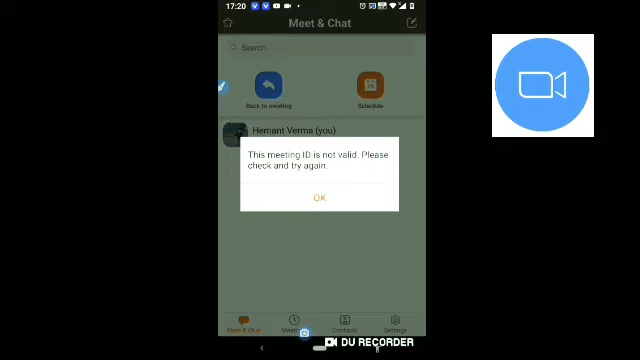 17:20
Meet & Chat
Search
Back to meeting
Schedule
Hemant Verma (you)
This meeting ID is not valid. Please
check and try again.
OK
Meet & Chat
Contacts
Settings
DU RECORDER